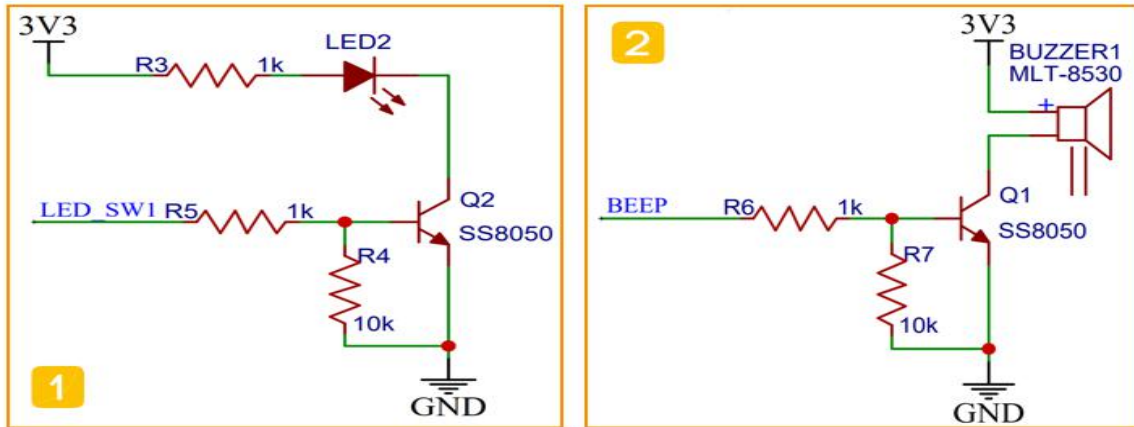 3V3
R3
1k
LED2
LED_SW1
R5
1k
Q2
SS8050
R4
10k
GND
1
2
3V3
BUZZER1
MLT-8530
+
BEEP
R6
1k
Q1
SS8050
R7
10k
GND